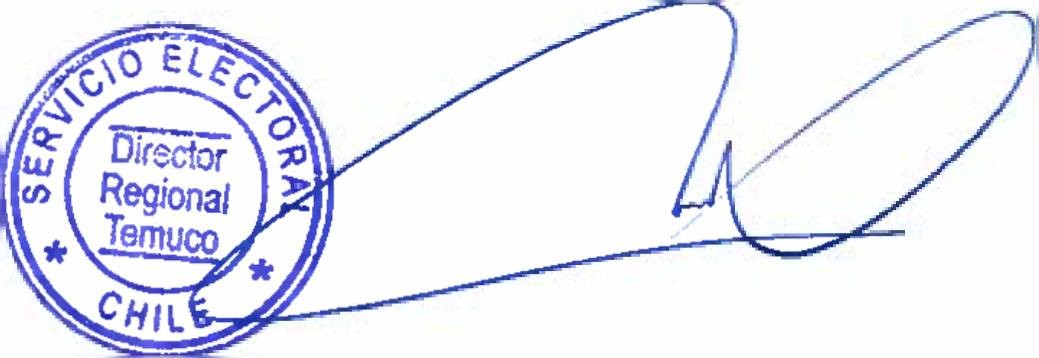 SERVICIO ELECTORAL
Director
Regional
Temuco
* CHILE *